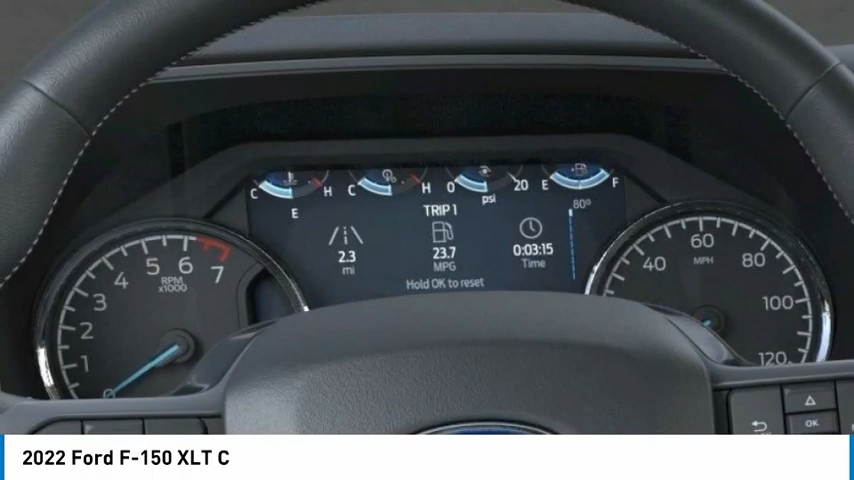 C H C H 0 20 E F
psi
E
TRIP 1
80°
2.3
mi
23.7
MPG
0:03:15
Time
Hold OK to reset
0 1 2 3 4 5 6 7
RPM
x1000
40 60 80 100 120
MPH
OK
2022 Ford F-150 XLT C